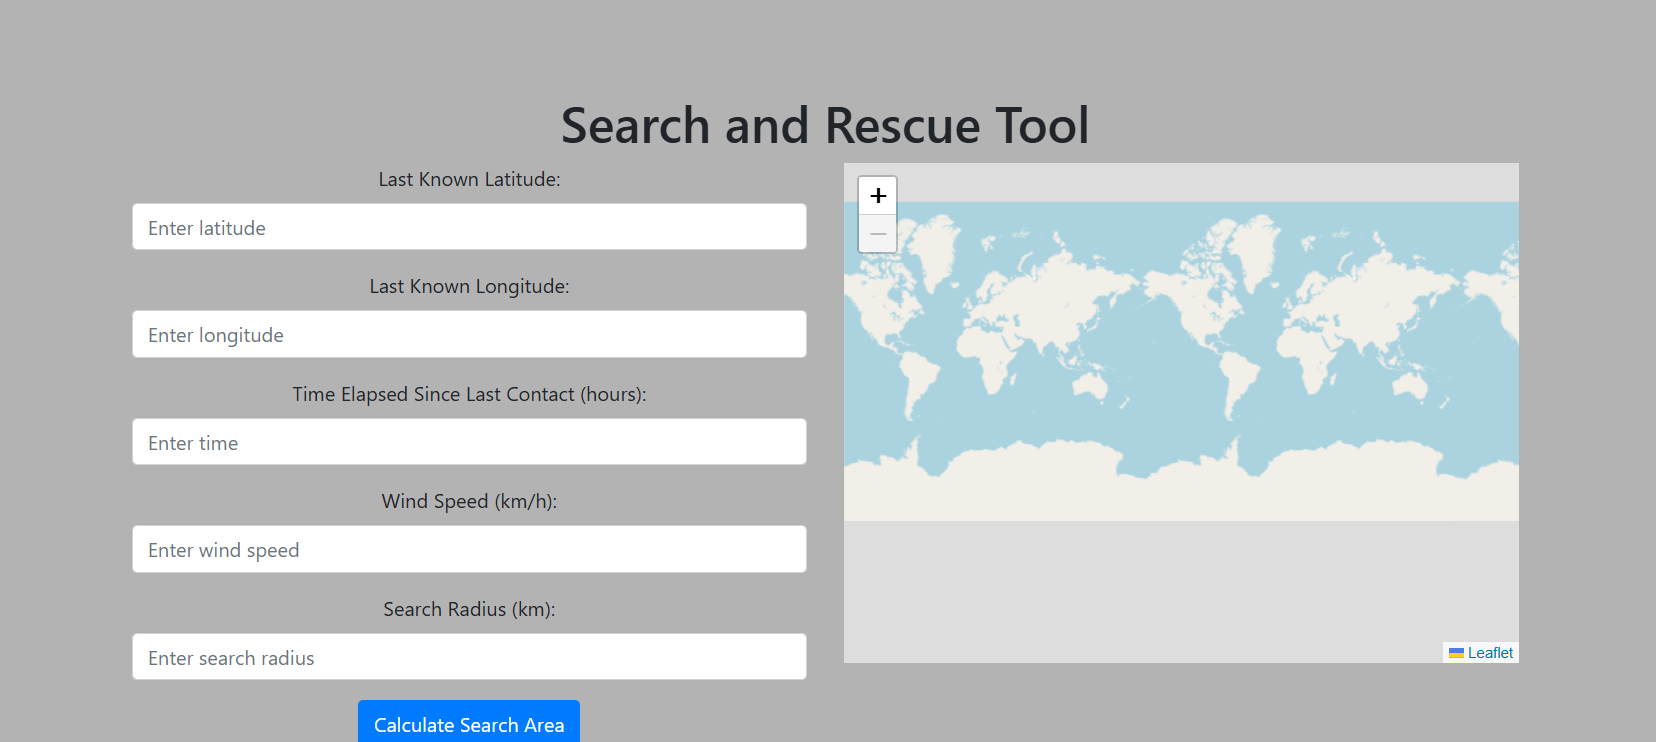 Search and Rescue Tool
Last Known Latitude:
Enter latitude
Last Known Longitude:
Enter longitude
Time Elapsed Since Last Contact (hours):
Enter time
Wind Speed (km/h):
Enter wind speed
Search Radius (km):
Enter search radius
Calculate Search Area
+
−
Leaflet